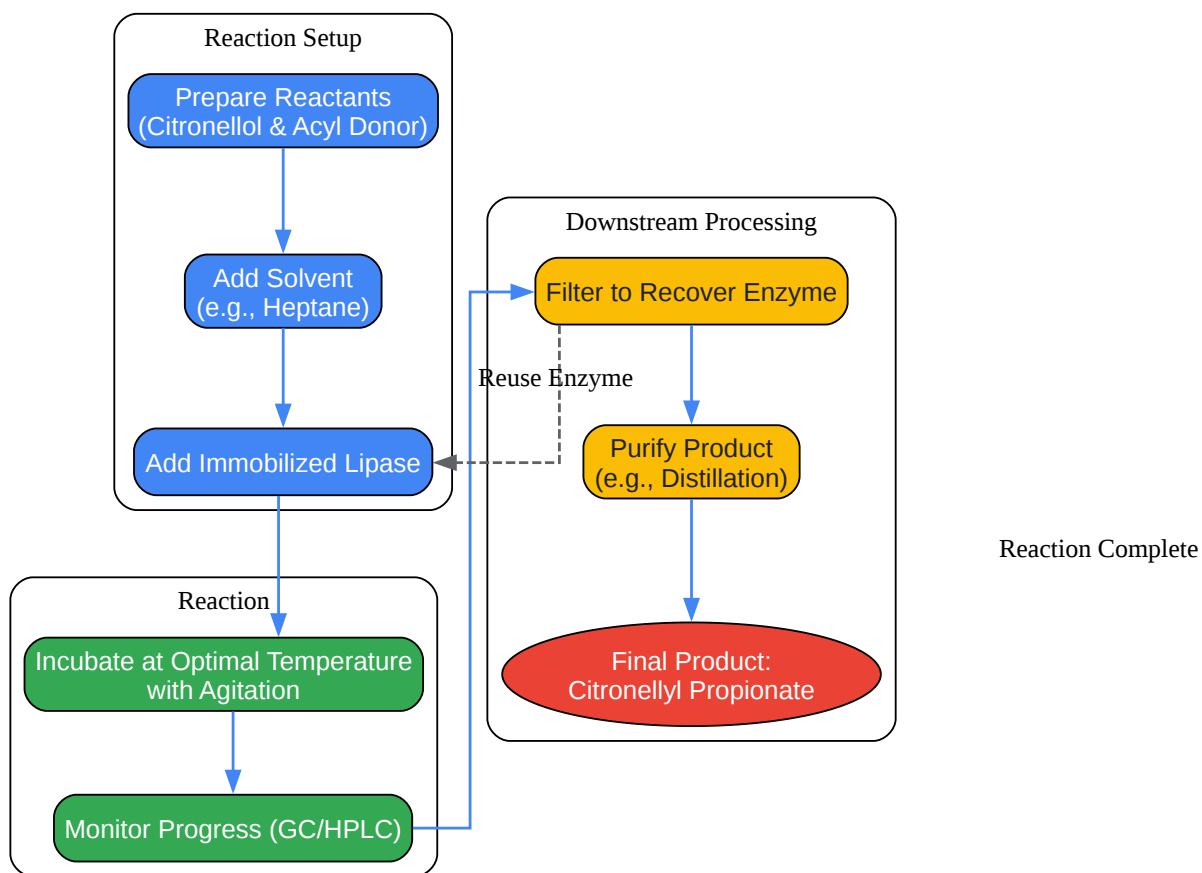 Reaction Setup
Prepare Reactants
(Citronellol & Acyl Donor)
Add Solvent
(e.g., Heptane)
Add Immobilized Lipase
Reaction
Incubate at Optimal Temperature
with Agitation
Monitor Progress (GC/HPLC)
Downstream Processing
Filter to Recover Enzyme
Reuse Enzyme
Purify Product
(e.g., Distillation)
Final Product:
Citronellyl Propionate
Reaction Complete